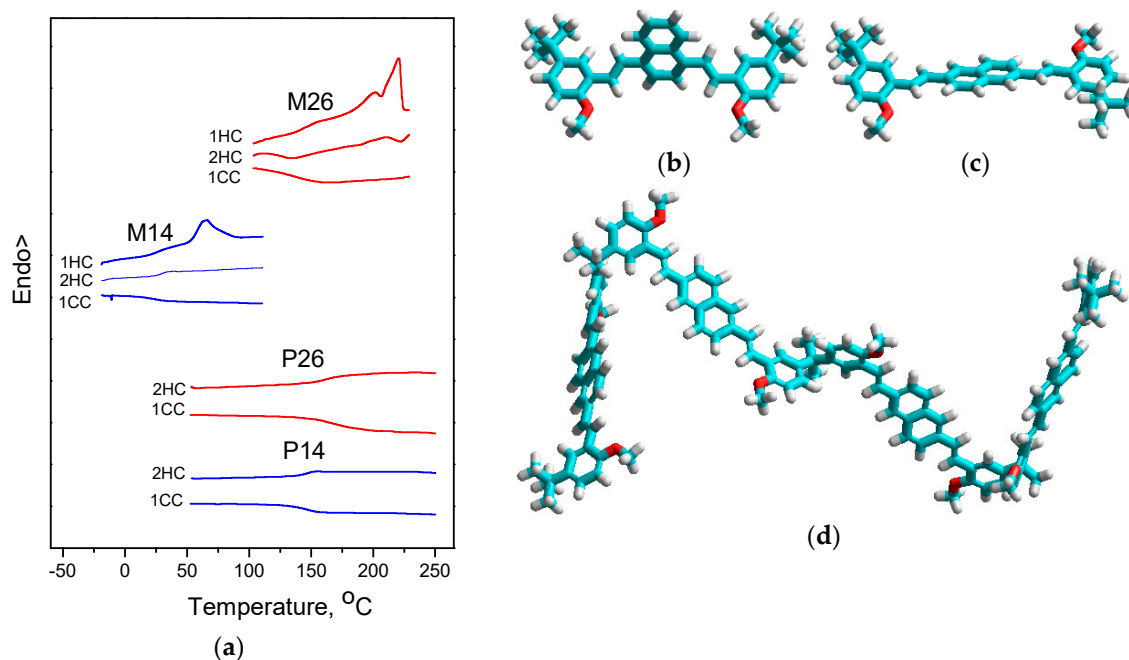 M26
1HC
2HC
1CC
M14
1HC
2HC
1CC
P26
2HC
1CC
P14
2HC
1CC
Endo>
-50 0 50 100 150 200 250
Temperature, °C
(a)
(b)
(c)
(d)